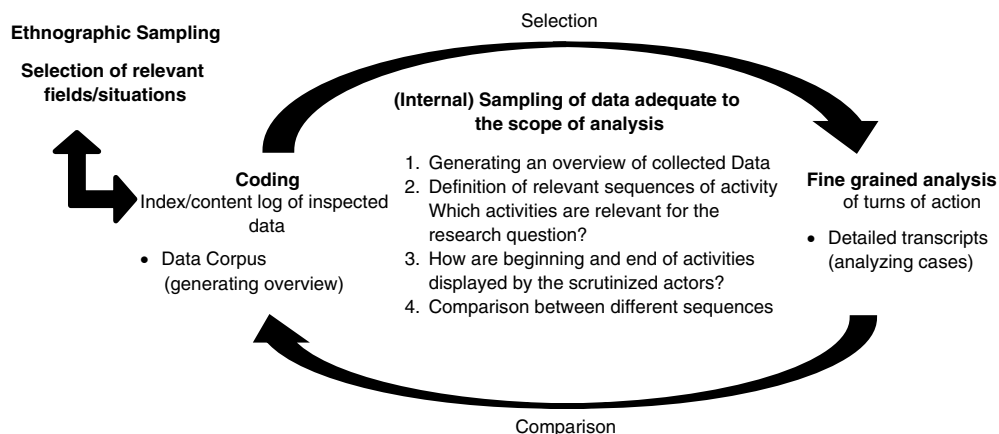 Selection
Ethnographic Sampling
Selection of relevant
fields/situations
(Internal) Sampling of data adequate to
the scope of analysis
1. Generating an overview of collected Data
2. Definition of relevant sequences of activity
Which activities are relevant for the
research question?
3. How are beginning and end of activities
displayed by the scrutinized actors?
4. Comparison between different sequences
Coding
Index/content log of inspected
data
• Data Corpus
(generating overview)
Fine grained analysis
of turns of action
• Detailed transcripts
(analyzing cases)
Comparison